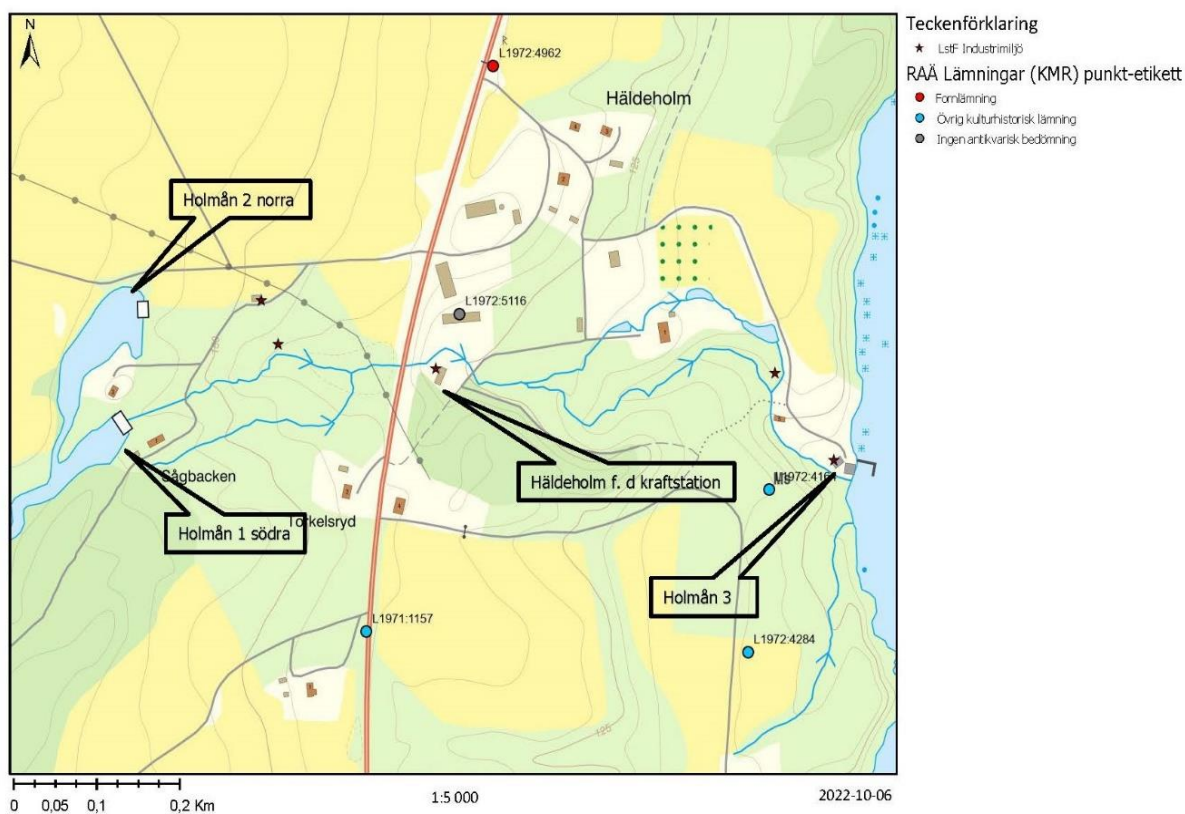 N
Teckenförklaring
LstF Industrimiljö
RAÄ Lämningar (KMR) punkt-etikett
Fornlämning
Övrig kulturhistorisk lämning
Ingen antikvarisk bedömning
R
L1972:4962
Häldeholm
125
Holmån 2 norra
L1972:5116
Häldeholm f. d kraftstation
Sågbacken
Torkelsryd
Holmån 1 södra
Holmån 3
L1971:1157
L1972:4284
125
0 0,05 0,1 0,2 Km
1:5 000
2022-10-06